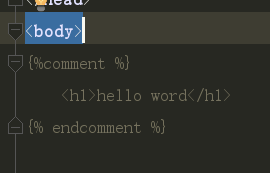 <body>
{%comment %}
<h1>hello word</h1>
{% endcomment %}